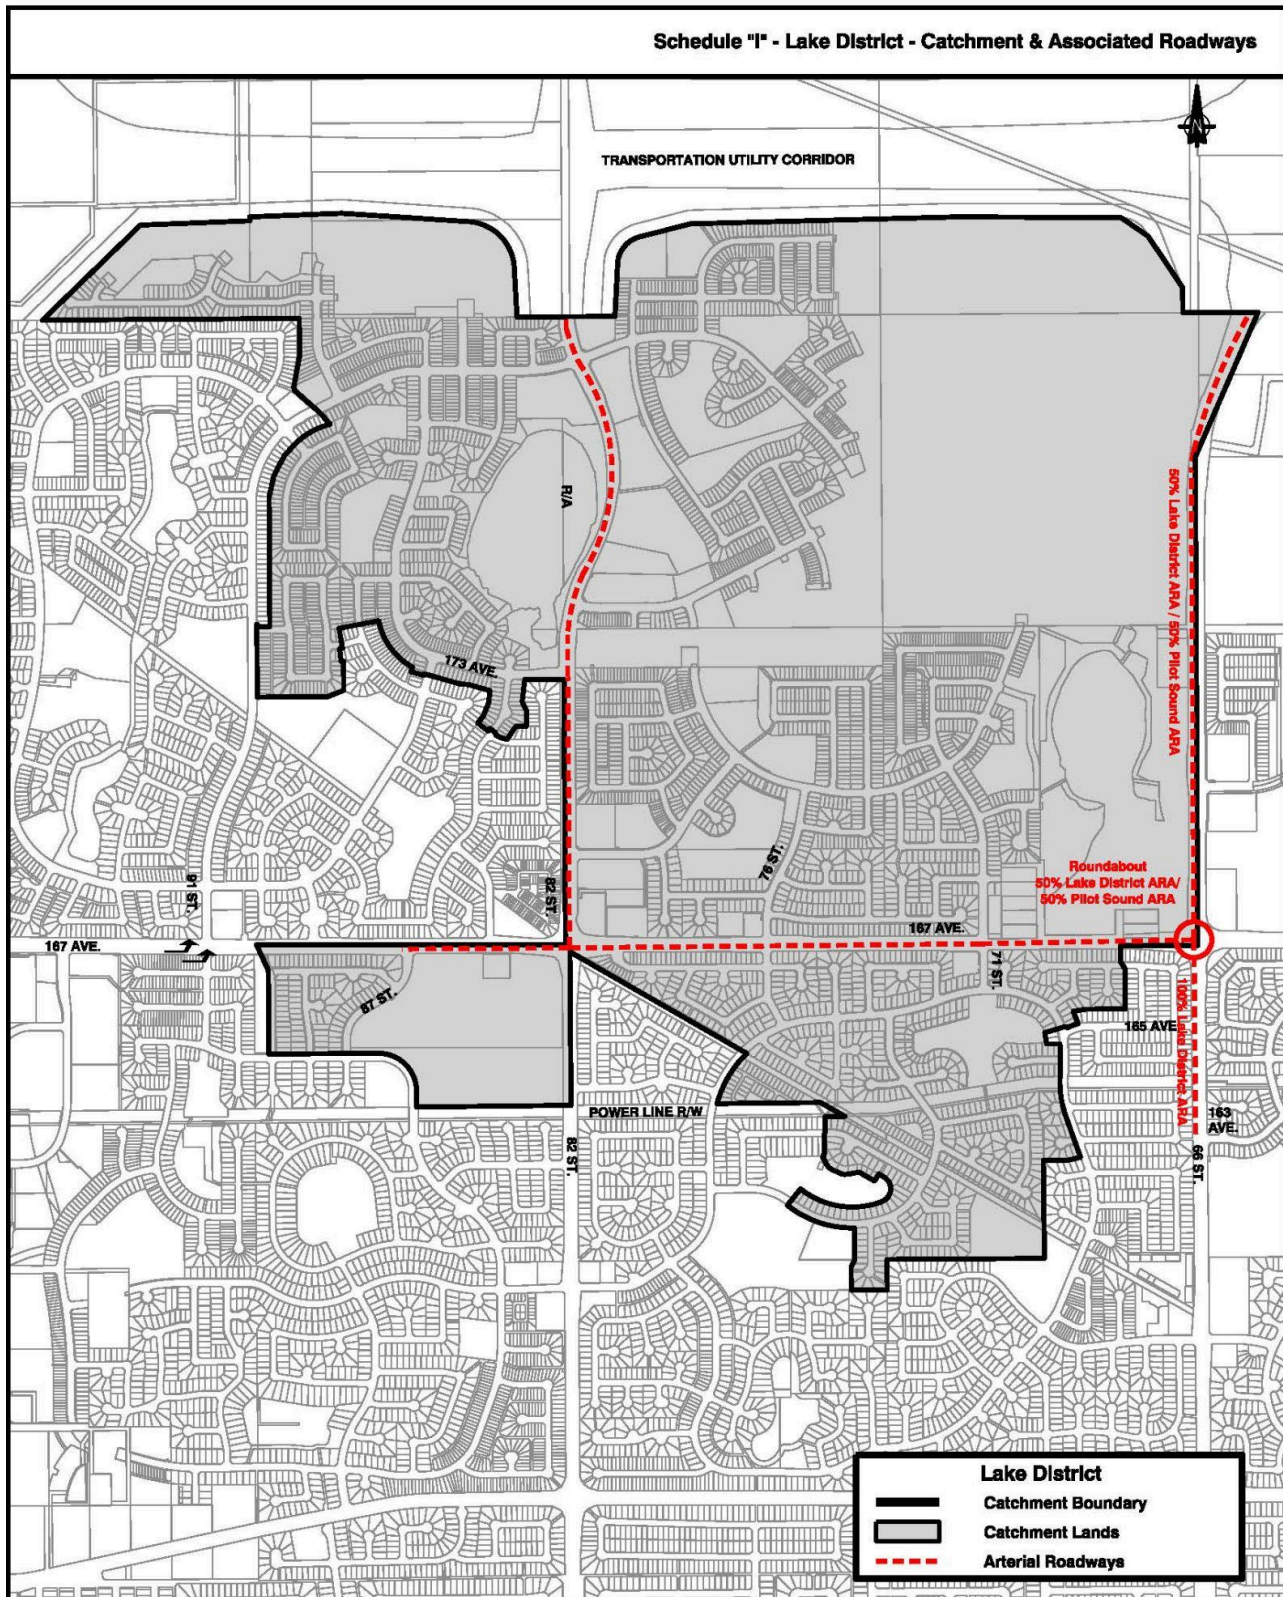 Schedule "I" - Lake District - Catchment & Associated Roadways
N
TRANSPORTATION UTILITY CORRIDOR
R/A
50% Lake District ARA / 50% Pilot Sound ARA
173 AVE.
76 ST.
91 ST.
82 ST.
Roundabout
50% Lake District ARA/
50% Pilot Sound ARA
167 AVE.
167 AVE.
71 ST.
87 ST.
165 AVE.
100% Lake District ARA
POWER LINE R/W
163
AVE.
82 ST.
66 ST.
Lake District
Catchment Boundary
Catchment Lands
Arterial Roadways